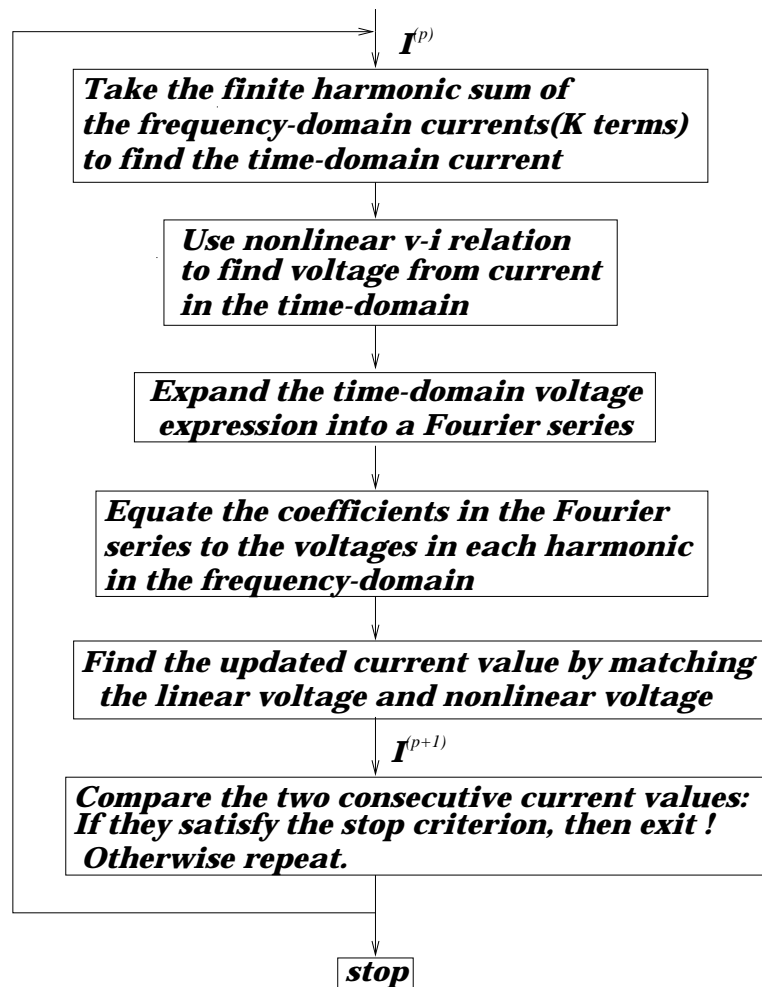 I^(p)
Take the finite harmonic sum of
the frequency-domain currents(K terms)
to find the time-domain current
Use nonlinear v-i relation
to find voltage from current
in the time-domain
Expand the time-domain voltage
expression into a Fourier series
Equate the coefficients in the Fourier
series to the voltages in each harmonic
in the frequency-domain
Find the updated current value by matching
the linear voltage and nonlinear voltage
I^(p+1)
Compare the two consecutive current values:
If they satisfy the stop criterion, then exit !
Otherwise repeat.
stop